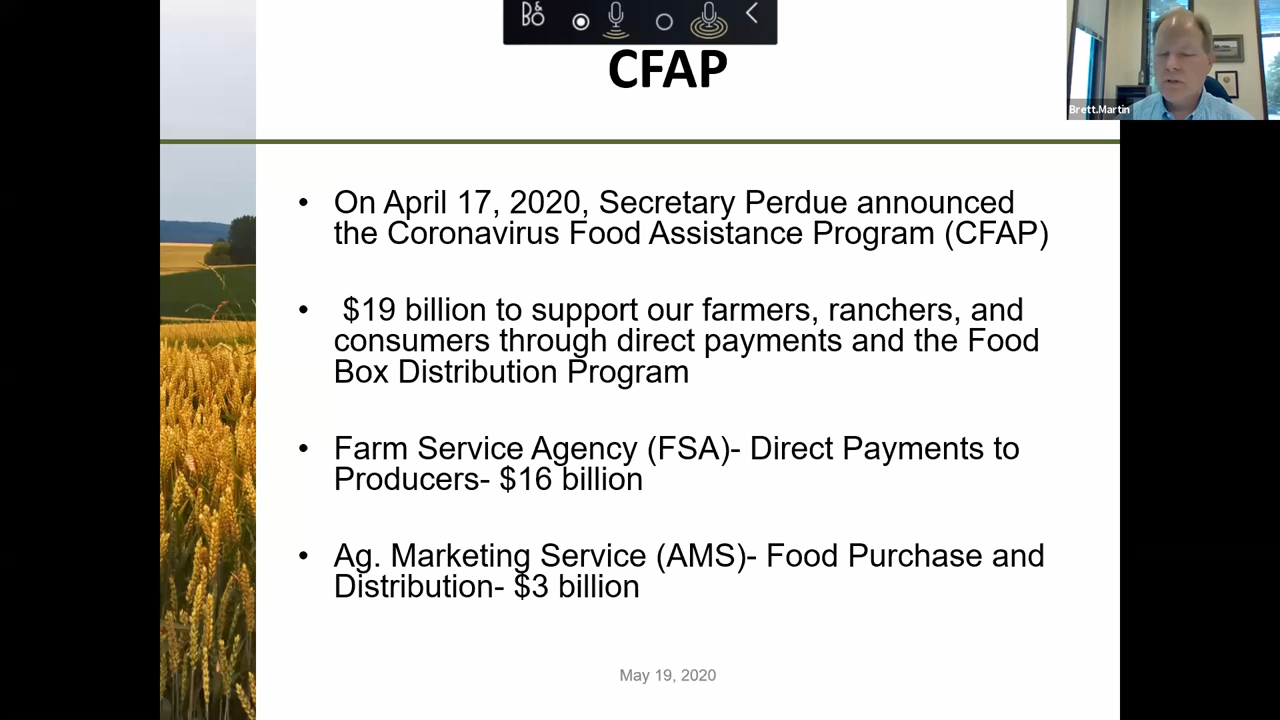 B&O
CFAP
Brett.Martin
• On April 17, 2020, Secretary Perdue announced
the Coronavirus Food Assistance Program (CFAP)
• $19 billion to support our farmers, ranchers, and
consumers through direct payments and the Food
Box Distribution Program
• Farm Service Agency (FSA)- Direct Payments to
Producers- $16 billion
• Ag. Marketing Service (AMS)- Food Purchase and
Distribution- $3 billion
May 19, 2020